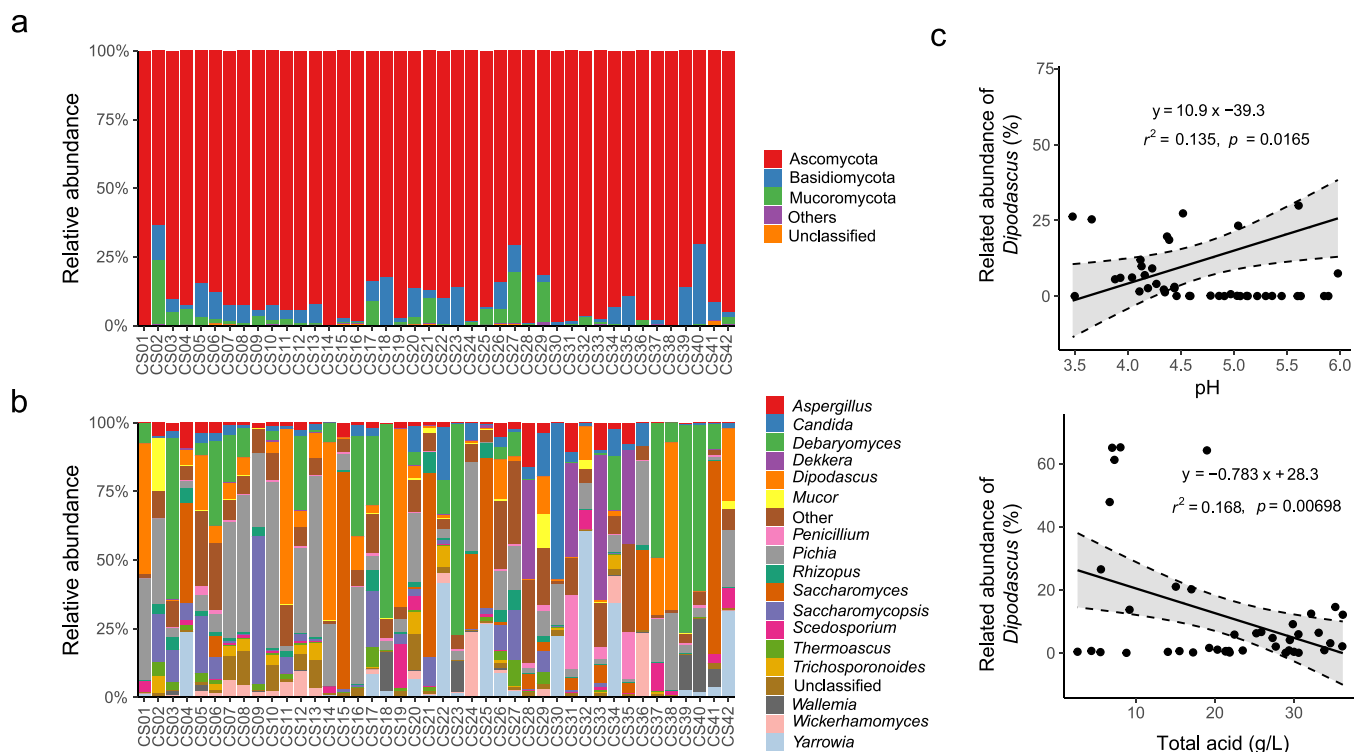 a
100%
75%
50%
25%
0%
Relative abundance
CS01
CS02
CS03
CS04
CS05
CS06
CS07
CS08
CS09
CS10
CS11
CS12
CS13
CS14
CS15
CS16
CS17
CS18
CS19
CS20
CS21
CS22
CS23
CS24
CS25
CS26
CS27
CS28
CS29
CS30
CS31
CS32
CS33
CS34
CS35
CS36
CS37
CS38
CS39
CS40
CS41
CS42
Ascomycota
Basidiomycota
Mucoromycota
Others
Unclassified
b
100%
75%
50%
25%
0%
Relative abundance
CS01
CS02
CS03
CS04
CS05
CS06
CS07
CS08
CS09
CS10
CS11
CS12
CS13
CS14
CS15
CS16
CS17
CS18
CS19
CS20
CS21
CS22
CS23
CS24
CS25
CS26
CS27
CS28
CS29
CS30
CS31
CS32
CS33
CS34
CS35
CS36
CS37
CS38
CS39
CS40
CS41
CS42
Aspergillus
Candida
Debaryomyces
Dekkera
Dipodascus
Mucor
Other
Penicillium
Pichia
Rhizopus
Saccharomyces
Saccharomycopsis
Scedosporium
Thermoascus
Trichosporonoides
Unclassified
Wallemia
Wickerhamomyces
Yarrowia
c
75
50
25
0
Related abundance of
Dipodascus (%)
y = 10.9 x −39.3
r² = 0.135, p = 0.0165
3.5
4.0
4.5
5.0
5.5
6.0
pH
60
40
20
0
Related abundance of
Dipodascus (%)
y = −0.783 x + 28.3
r² = 0.168, p = 0.00698
10
20
30
Total acid (g/L)